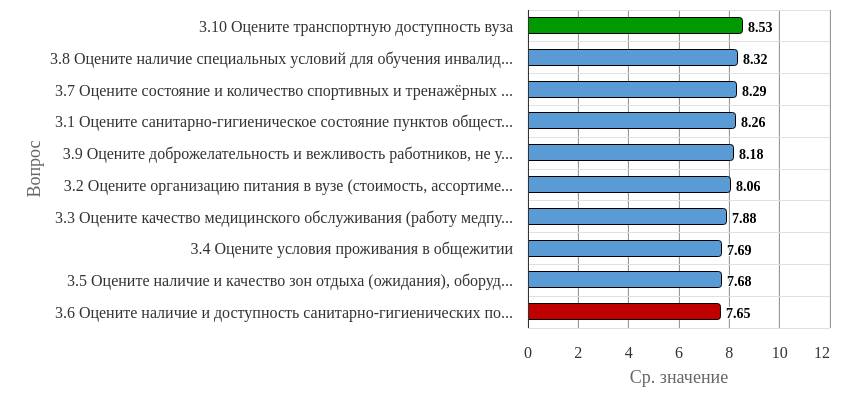 3.10 Оцените транспортную доступность вуза 8.53
3.8 Оцените наличие специальных условий для обучения инвалид... 8.32
3.7 Оцените состояние и количество спортивных и тренажёрных ... 8.29
3.1 Оцените санитарно-гигиеническое состояние пунктов общест... 8.26
3.9 Оцените доброжелательность и вежливость работников, не у... 8.18
3.2 Оцените организацию питания в вузе (стоимость, ассортиме... 8.06
3.3 Оцените качество медицинского обслуживания (работу медпу... 7.88
3.4 Оцените условия проживания в общежитии 7.69
3.5 Оцените наличие и качество зон отдыха (ожидания), оборуд... 7.68
3.6 Оцените наличие и доступность санитарно-гигиенических по... 7.65
Вопрос
0 2 4 6 8 10 12
Ср. значение